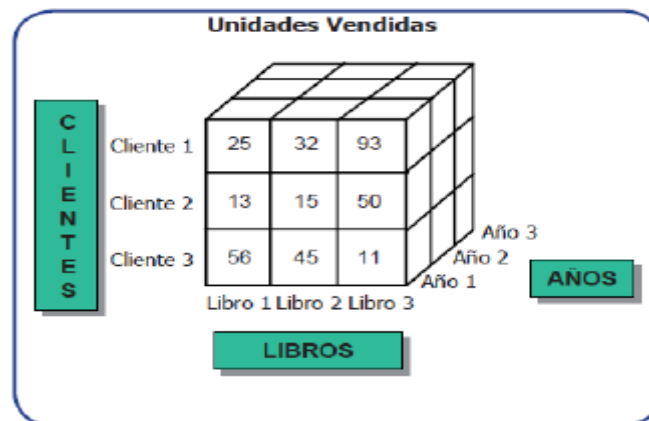 Unidades Vendidas
CLIENTES
Cliente 1 25 32 93
Cliente 2 13 15 50
Cliente 3 56 45 11
Libro 1 Libro 2 Libro 3
Año 1
Año 2
Año 3
AÑOS
LIBROS